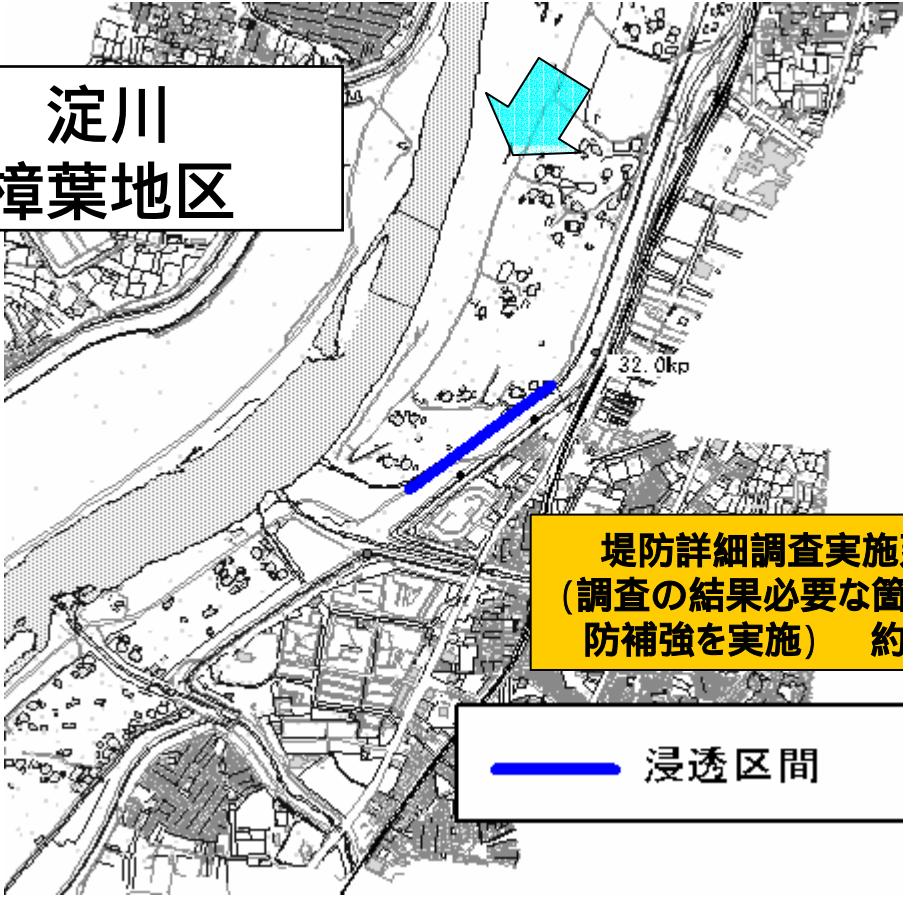 淀川
樟葉地区
32.0kp
堤防詳細調査実施
(調査の結果必要な箇
防補強を実施) 約
浸透区間